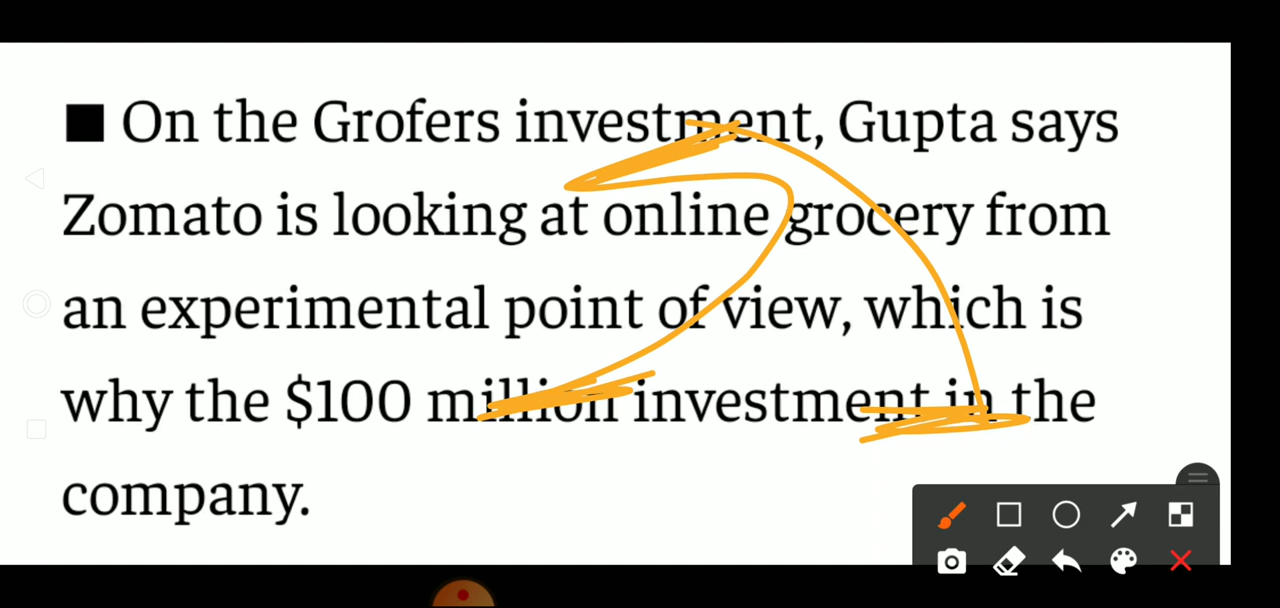 ■ On the Grofers investment, Gupta says
Zomato is looking at online grocery from
an experimental point of view, which is
why the $100 million investment in the
company.